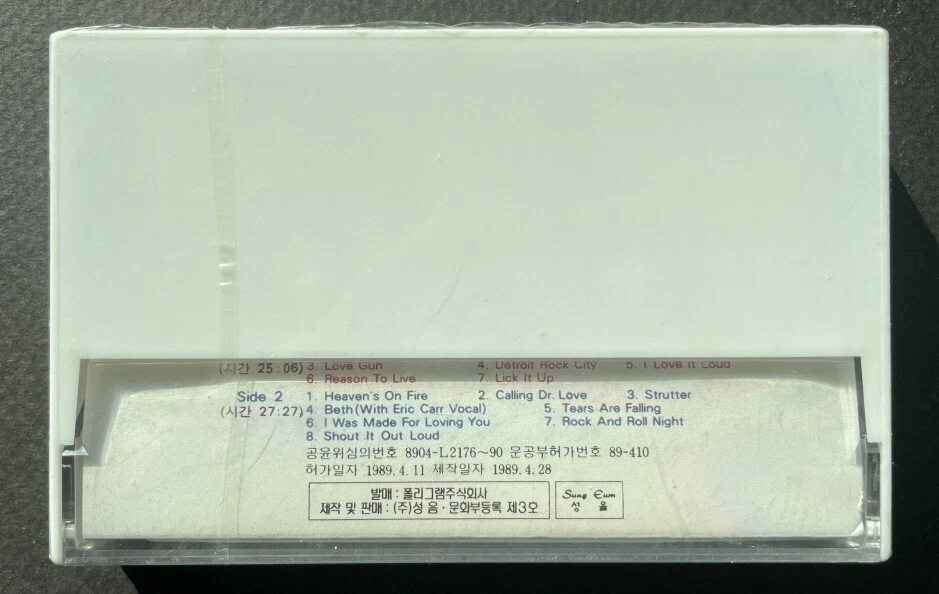 (시간 25:06) 3. Love Gun 4. Detroit Rock City 5. I Love It Loud
6. Reason To Live 7. Lick It Up
Side 2 1. Heaven's On Fire 2. Calling Dr. Love 3. Strutter
(시간 27:27) 4. Beth(With Eric Carr Vocal) 5. Tears Are Falling
6. I Was Made For Loving You 7. Rock And Roll Night
8. Shout It Out Loud
공윤위심의번호 8904-L2176~90 문공부허가번호 89-410
허가일자 1989.4.11 제작일자 1989.4.28
발매 : 폴리그램주식회사
제작 및 판매 : (주)성 음 · 문화부등록 제3호
Sung Eum
성 음